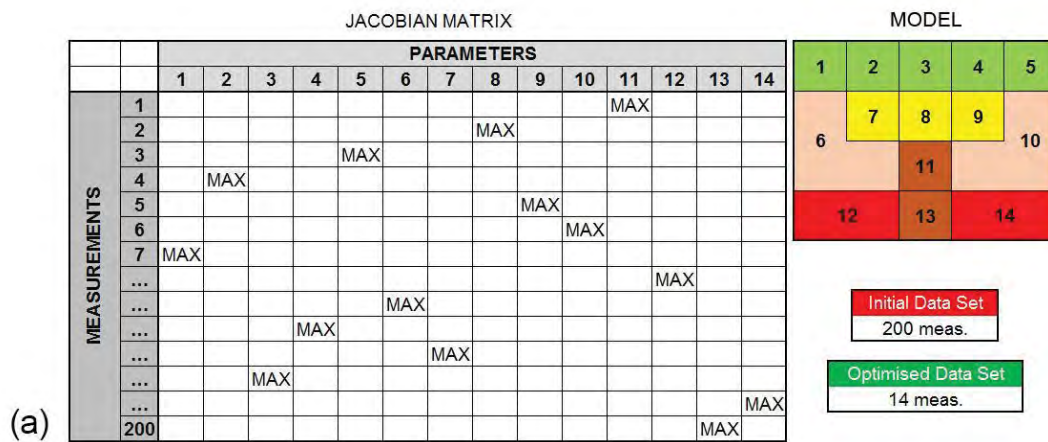 JACOBIAN MATRIX
PARAMETERS
1 2 3 4 5 6 7 8 9 10 11 12 13 14
MEASUREMENTS
1 MAX
2 MAX
3 MAX
4 MAX
5 MAX
6 MAX
7 MAX
... MAX
... MAX
... MAX
... MAX
... MAX
... MAX
200 MAX
(a)
MODEL
1 2 3 4 5
6 7 8 9 10
11
12 13 14
Initial Data Set
200 meas.
Optimised Data Set
14 meas.